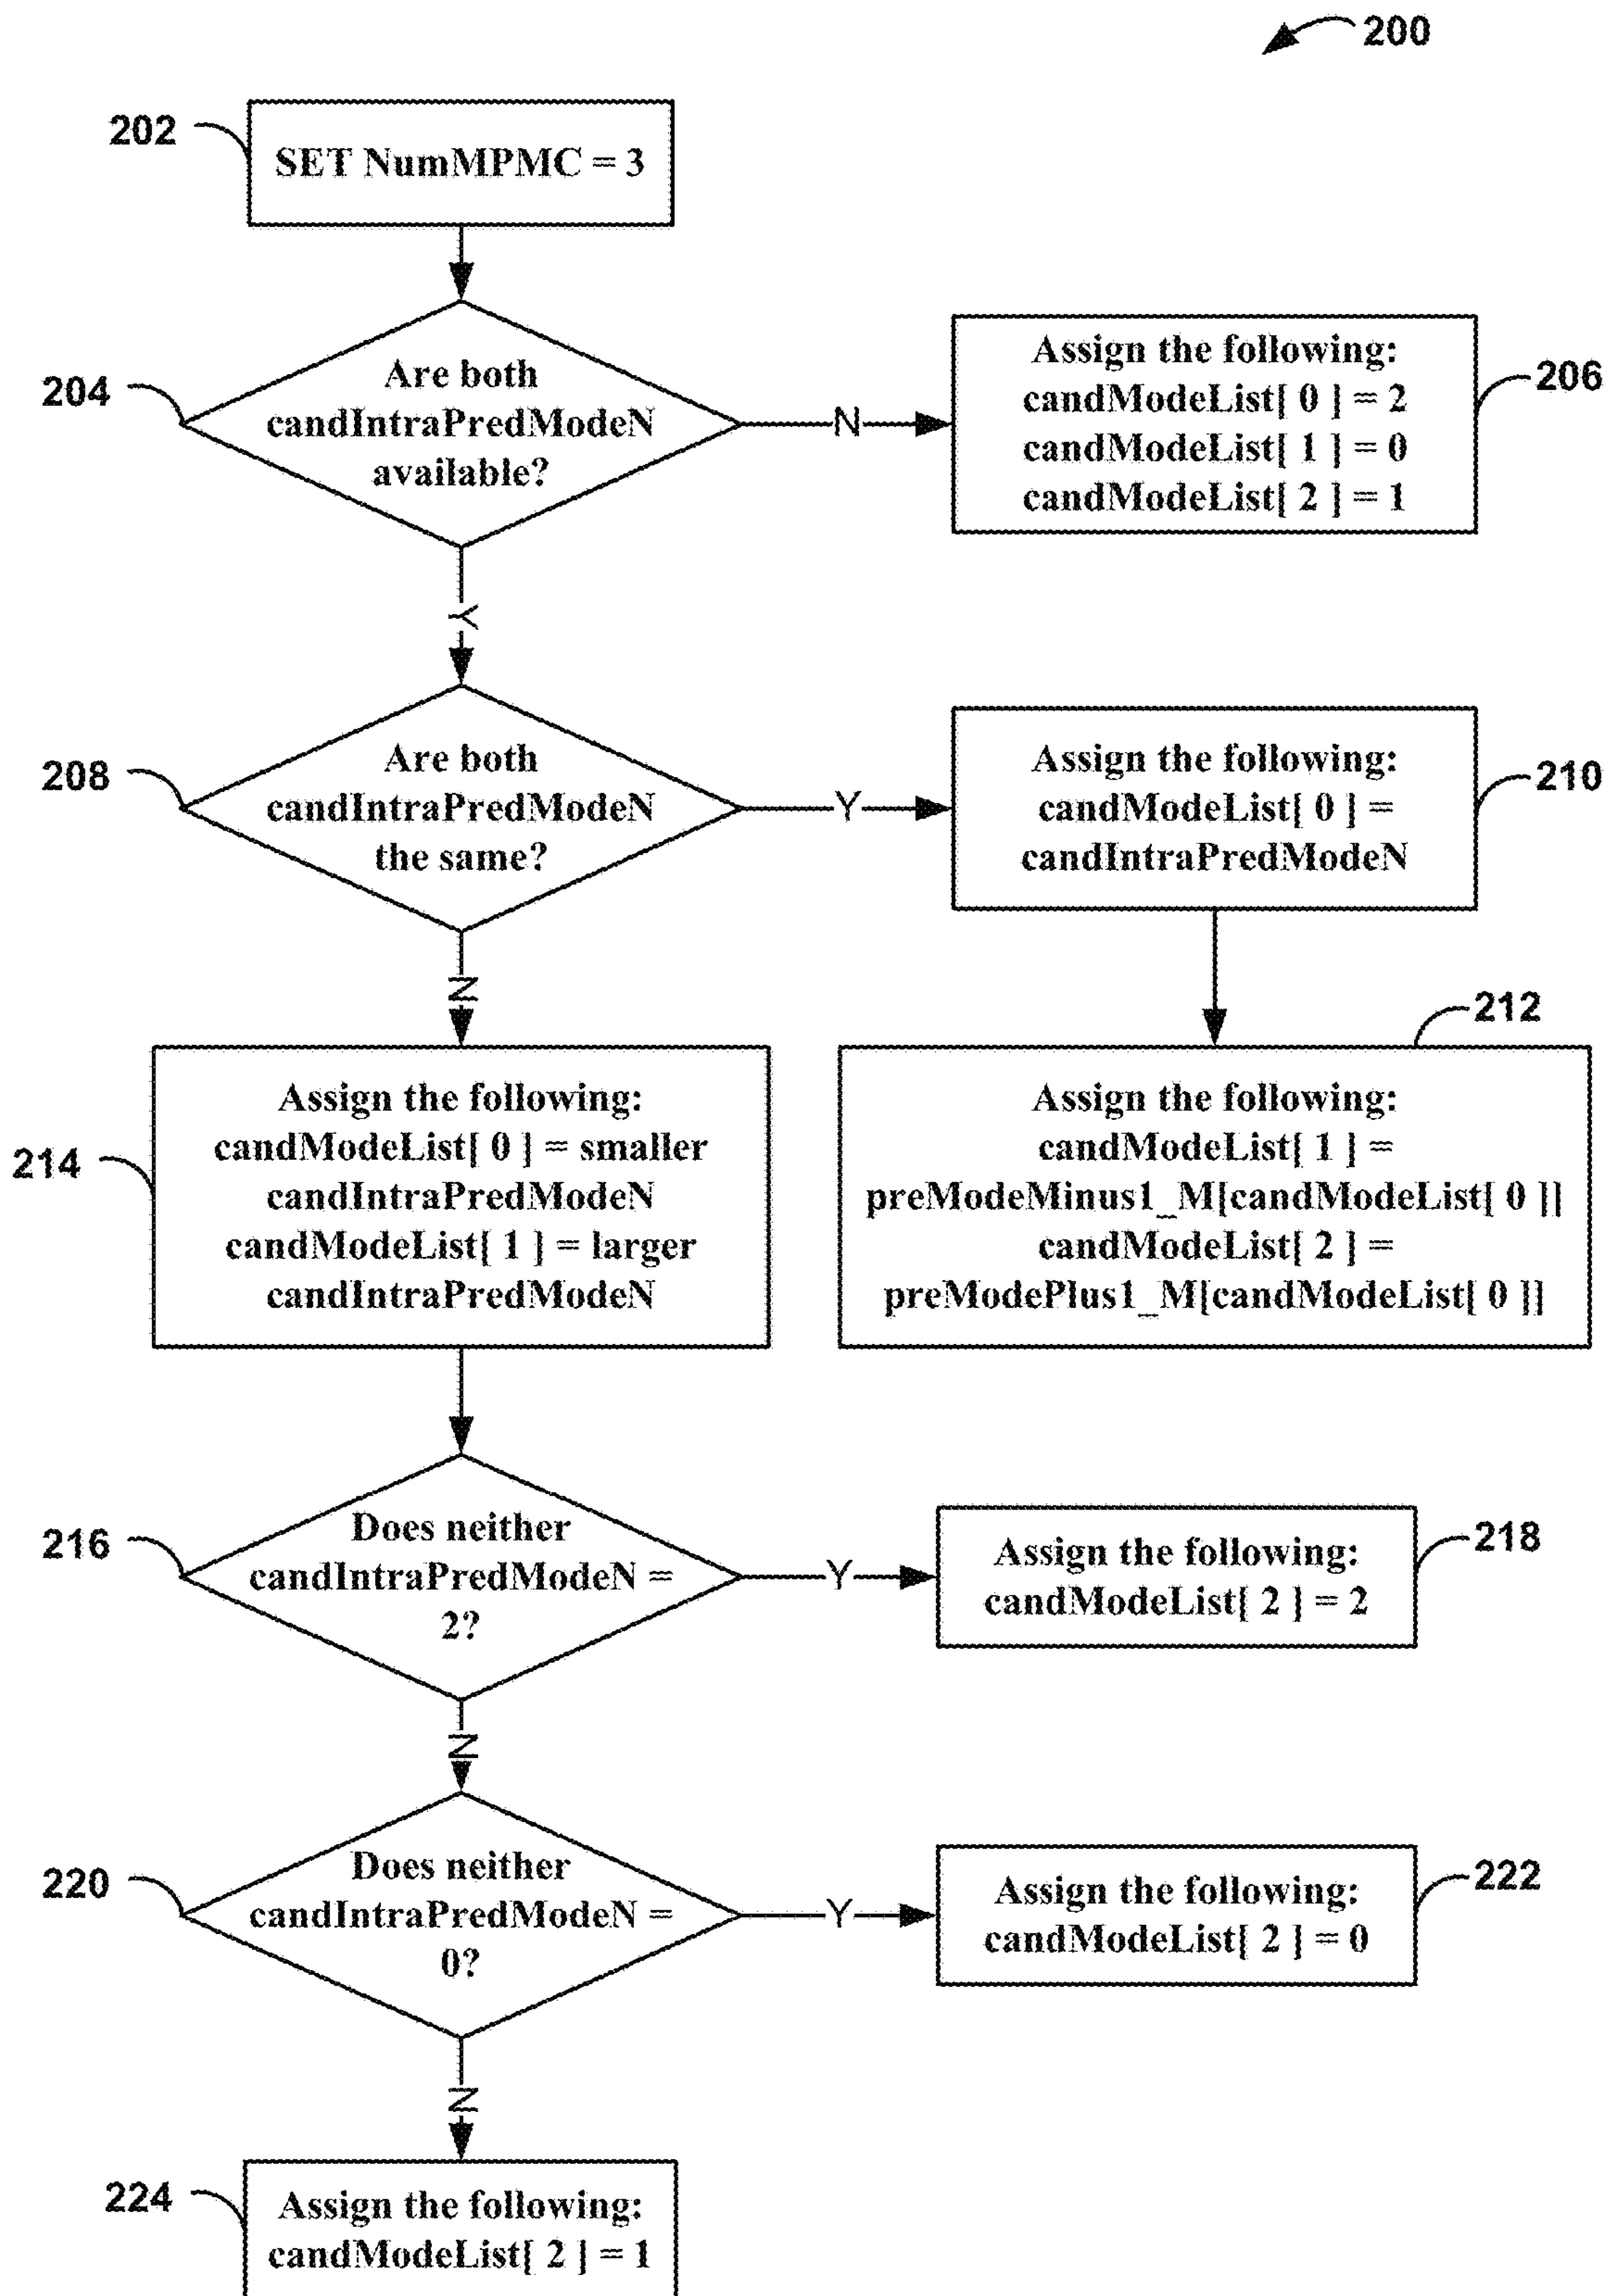 200
202
SET NumMPMC = 3
204
Are both
candIntraPredModeN
available?
N
Assign the following:
candModeList[ 0 ] = 2
candModeList[ 1 ] = 0
candModeList[ 2 ] = 1
206
Y
208
Are both
candIntraPredModeN
the same?
Y
Assign the following:
candModeList[ 0 ] =
candIntraPredModeN
210
N
212
214
Assign the following:
candModeList[ 0 ] = smaller
candIntraPredModeN
candModeList[ 1 ] = larger
candIntraPredModeN
Assign the following:
candModeList[ 1 ] =
preModeMinus1_M[candModeList[ 0 ]]
candModeList[ 2 ] =
preModePlus1_M[candModeList[ 0 ]]
216
Does neither
candIntraPredModeN =
2?
Y
Assign the following:
candModeList[ 2 ] = 2
218
N
220
Does neither
candIntraPredModeN =
0?
Y
Assign the following:
candModeList[ 2 ] = 0
222
N
224
Assign the following:
candModeList[ 2 ] = 1